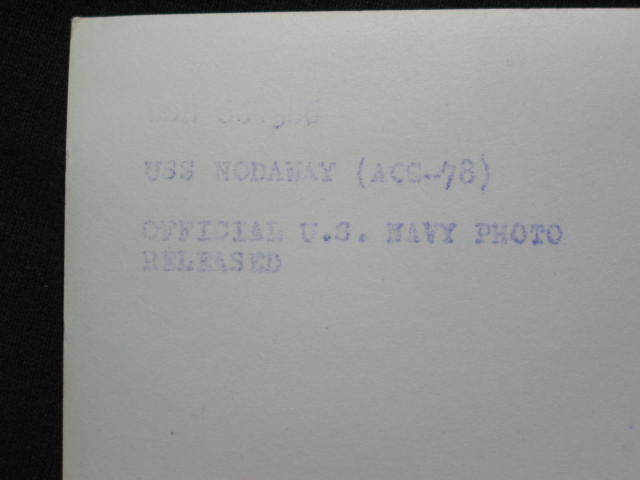 USS NODAWAY (AOG-78)
OFFICIAL U.S. NAVY PHOTO
RELEASED